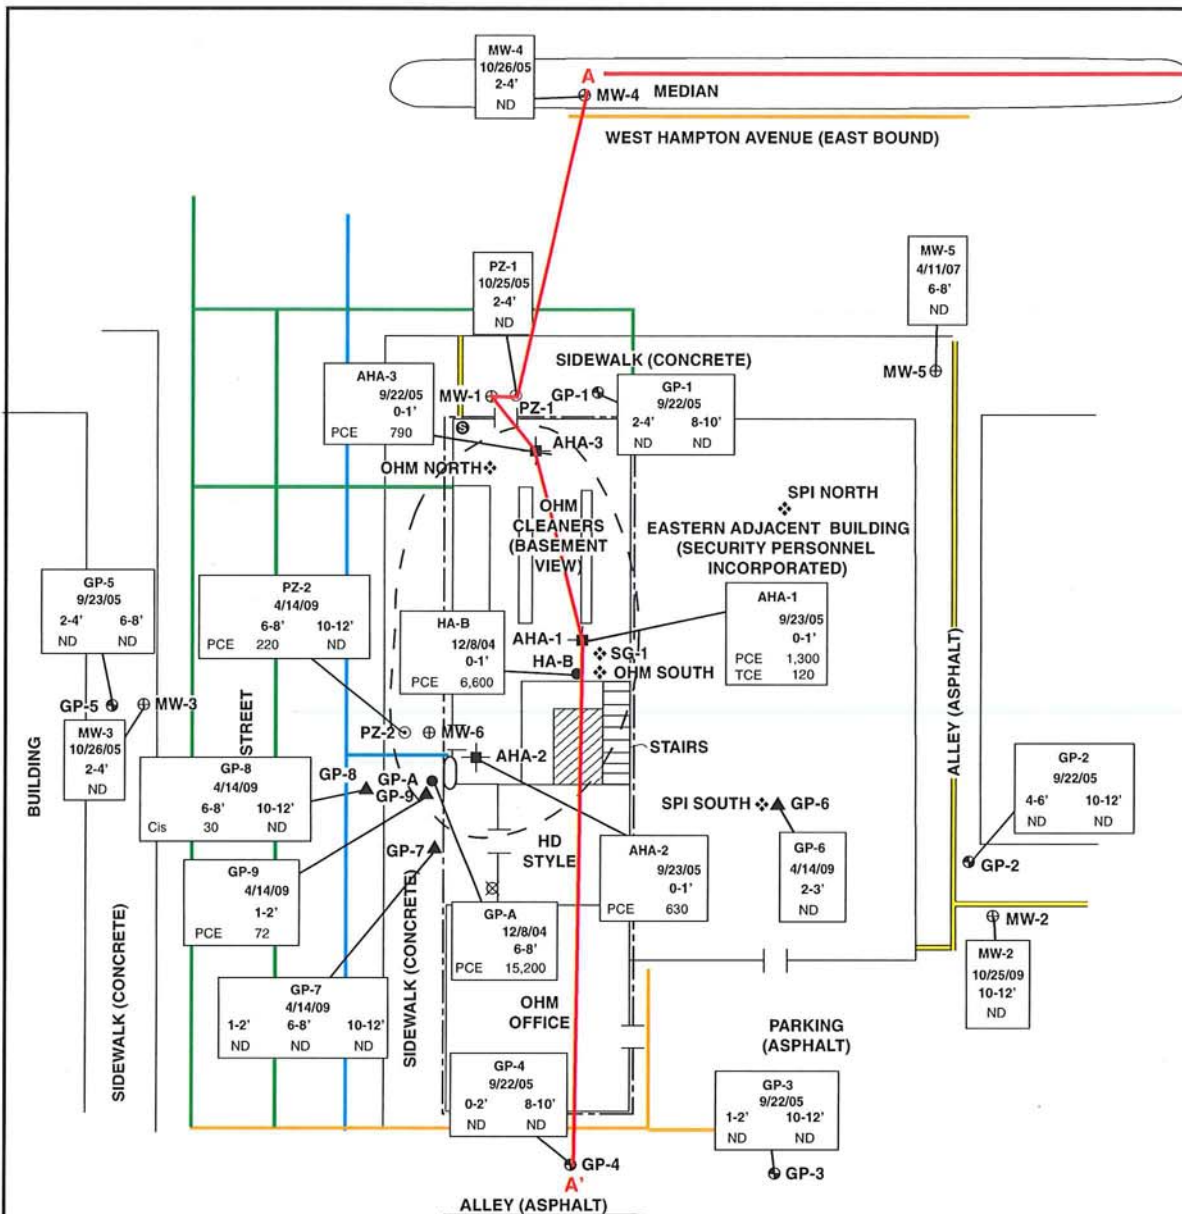 MW-4
10/26/05
2-4'
ND
A
MW-4
MEDIAN
WEST HAMPTON AVENUE (EAST BOUND)
PZ-1
10/25/05
2-4'
ND
MW-5
4/11/07
6-8'
ND
MW-5
SIDEWALK (CONCRETE)
AHA-3
9/22/05
0-1'
PCE 790
MW-1
PZ-1
GP-1
GP-1
9/22/05
2-4' 8-10'
ND ND
S
AHA-3
OHM NORTH
OHM
CLEANERS
(BASEMENT
VIEW)
SPI NORTH
EASTERN ADJACENT BUILDING
(SECURITY PERSONNEL
INCORPORATED)
GP-5
9/23/05
2-4' 6-8'
ND ND
PZ-2
4/14/09
6-8' 10-12'
PCE 220 ND
HA-B
12/8/04
0-1'
PCE 6,600
AHA-1
AHA-1
9/23/05
0-1'
PCE 1,300
TCE 120
SG-1
HA-B
OHM SOUTH
GP-5
MW-3
MW-3
10/26/05
2-4'
ND
STREET
PZ-2
MW-6
AHA-2
STAIRS
ALLEY (ASPHALT)
BUILDING
GP-8
4/14/09
6-8' 10-12'
Cis 30 ND
GP-8
GP-A
GP-9
GP-7
SPI SOUTH
GP-6
GP-2
9/22/05
4-6' 10-12'
ND ND
GP-2
HD
STYLE
GP-6
4/14/09
2-3'
ND
AHA-2
9/23/05
0-1'
PCE 630
GP-9
4/14/09
1-2'
PCE 72
GP-A
12/8/04
6-8'
PCE 15,200
MW-2
MW-2
10/25/09
10-12'
ND
SIDEWALK (CONCRETE)
SIDEWALK (CONCRETE)
GP-7
4/14/09
1-2' 6-8' 10-12'
ND ND ND
OHM
OFFICE
PARKING
(ASPHALT)
GP-4
9/22/05
0-2' 8-10'
ND ND
GP-3
9/22/05
1-2' 10-12'
ND ND
GP-4
GP-3
A'
ALLEY (ASPHALT)